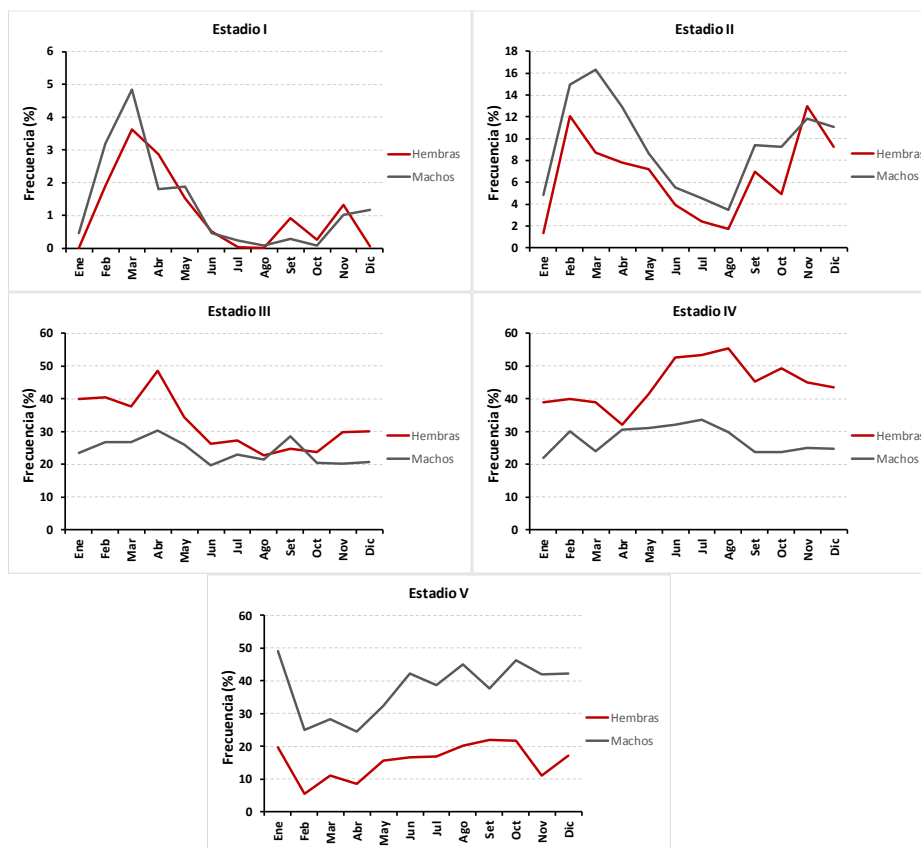 Estadio I
Frecuencia (%)
6
5
4
3
2
1
0
Ene Feb Mar Abr May Jun Jul Ago Set Oct Nov Dic
Hembras
Machos
Estadio II
Frecuencia (%)
18
16
14
12
10
8
6
4
2
0
Ene Feb Mar Abr May Jun Jul Ago Set Oct Nov Dic
Hembras
Machos
Estadio III
Frecuencia (%)
60
50
40
30
20
10
0
Ene Feb Mar Abr May Jun Jul Ago Set Oct Nov Dic
Hembras
Machos
Estadio IV
Frecuencia (%)
60
50
40
30
20
10
0
Ene Feb Mar Abr May Jun Jul Ago Set Oct Nov Dic
Hembras
Machos
Estadio V
Frecuencia (%)
60
50
40
30
20
10
0
Ene Feb Mar Abr May Jun Jul Ago Set Oct Nov Dic
Hembras
Machos